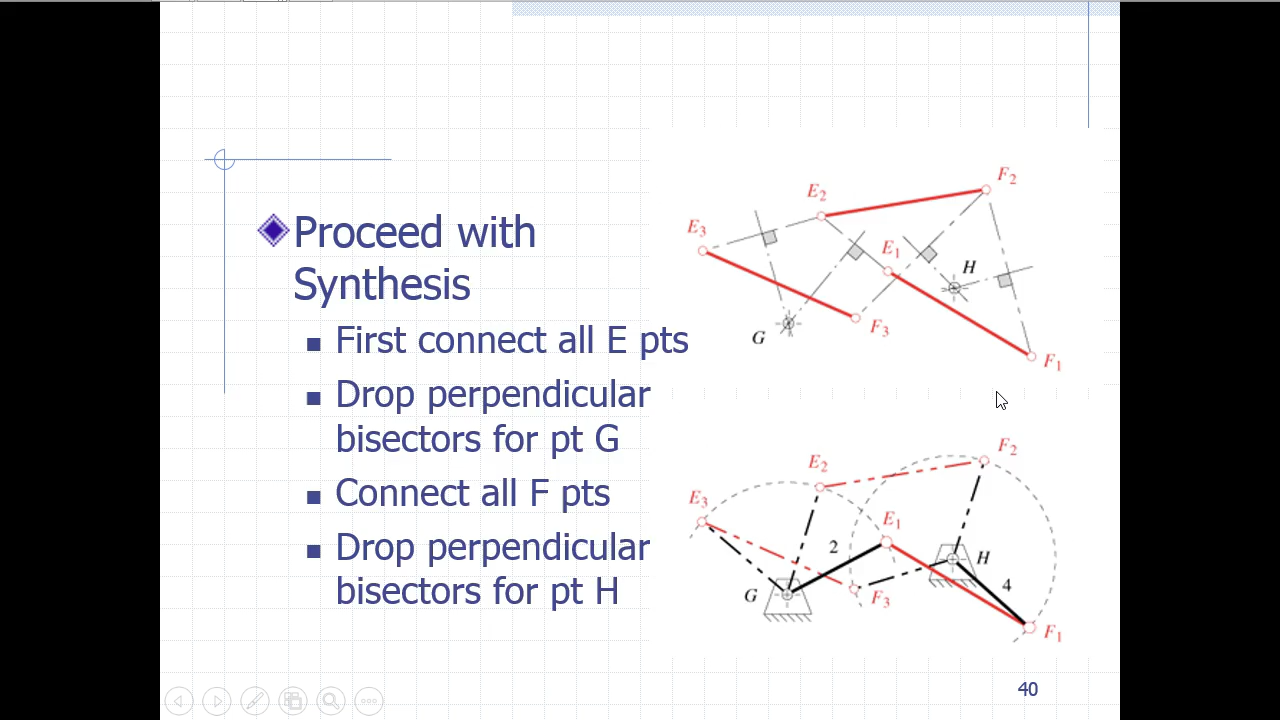 Proceed with
Synthesis
First connect all E pts
Drop perpendicular
bisectors for pt G
Connect all F pts
Drop perpendicular
bisectors for pt H
F2
E2
E3
E1
H
G
F3
F1
F2
E2
E3
E1
2
H
4
G
F3
F1
40